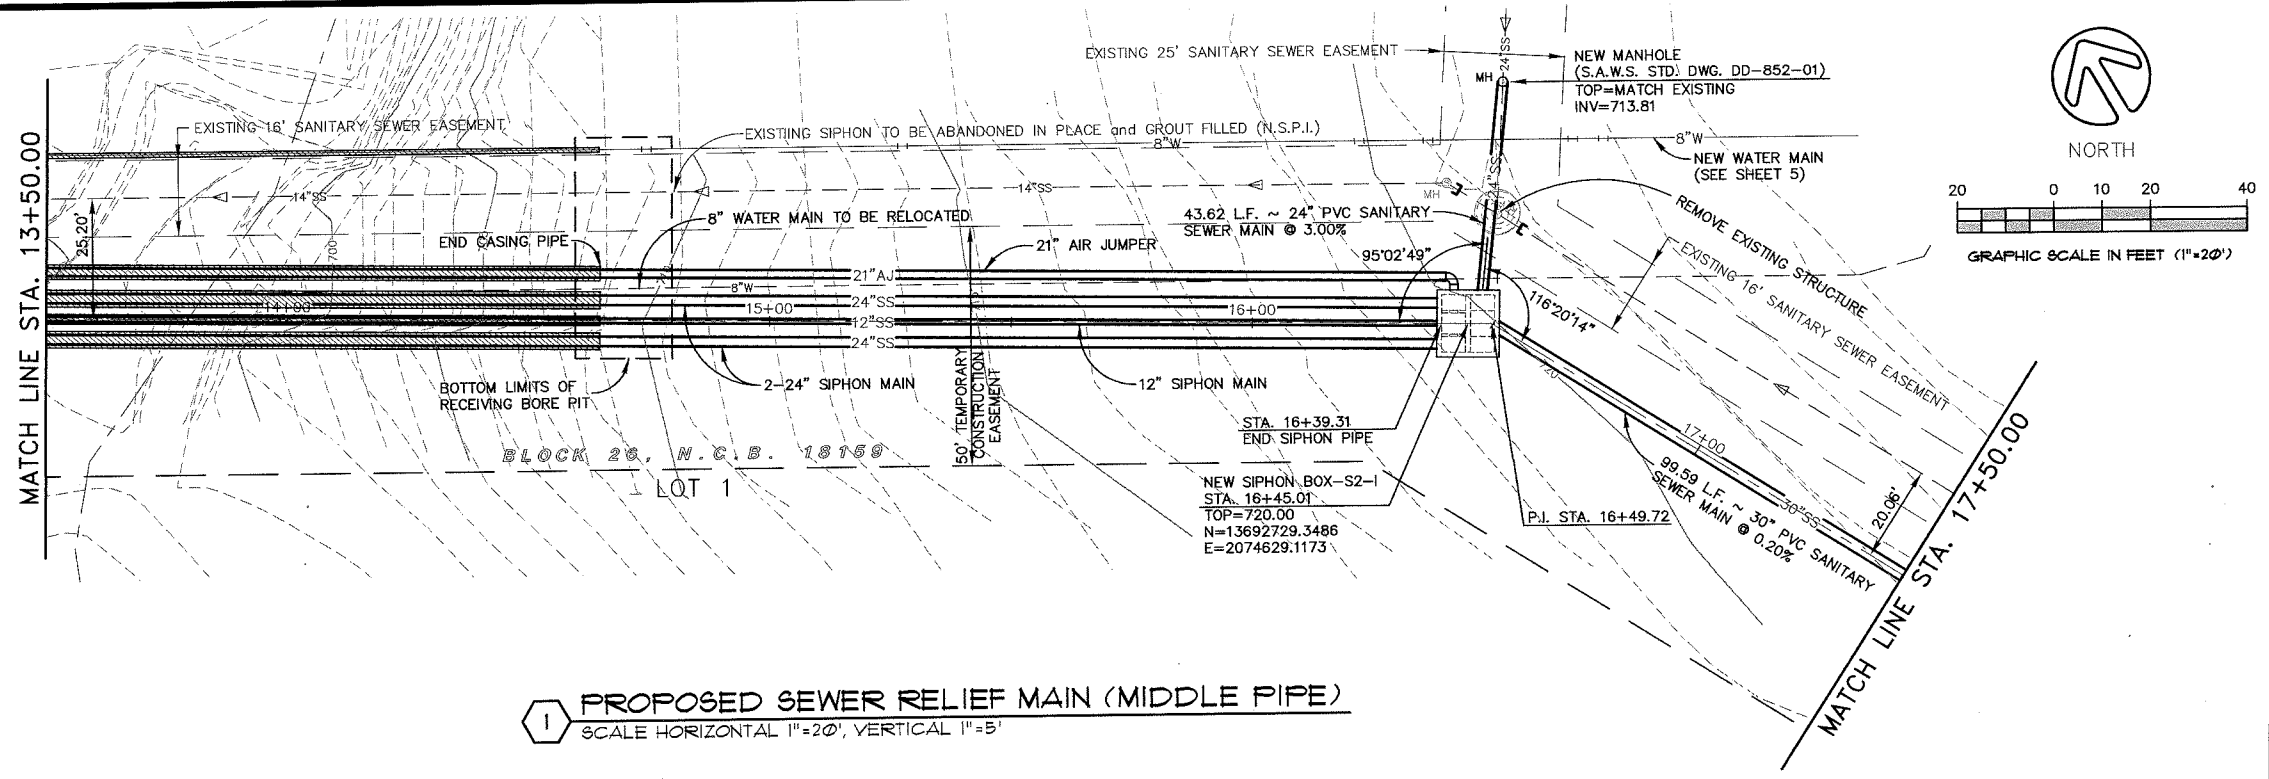 EXISTING 25' SANITARY SEWER EASEMENT
24"SS
MH
NEW MANHOLE
(S.A.W.S. STD. DWG. DD-852-01)
TOP=MATCH EXISTING
INV=713.81
NORTH
EXISTING 16' SANITARY SEWER EASEMENT
EXISTING SIPHON TO BE ABANDONED IN PLACE and GROUT FILLED (N.S.P.I.)
8"W
8"W
NEW WATER MAIN
(SEE SHEET 5)
20 0 10 20 40
GRAPHIC SCALE IN FEET (1"=20')
MATCH LINE STA. 13+50.00
25.20'
14"SS
14"SS
MH
24"SS
E
E
REMOVE EXISTING STRUCTURE
EXISTING 16' SANITARY SEWER EASEMENT
8" WATER MAIN TO BE RELOCATED
43.62 L.F. ~ 24" PVC SANITARY
SEWER MAIN @ 3.00%
END CASING PIPE
700
21" AIR JUMPER
95°02'49"
116°20'14"
21"AJ
8"W
24"SS
14+00
15+00
16+00
12"SS
24"SS
BOTTOM LIMITS OF
RECEIVING BORE PIT
2-24" SIPHON MAIN
12" SIPHON MAIN
50' TEMPORARY
CONSTRUCTION
EASEMENT
720
STA. 16+39.31
END SIPHON PIPE
BLOCK 26, N.C.B. 18159
LOT 1
NEW SIPHON BOX-S2-I
STA. 16+45.01
TOP=720.00
N=13692729.3486
E=2074629.1173
P.I. STA. 16+49.72
17+00
99.59 L.F. ~ 30" PVC SANITARY
SEWER MAIN @ 0.20%
30"SS
20.06'
MATCH LINE STA. 17+50.00
1
PROPOSED SEWER RELIEF MAIN (MIDDLE PIPE)
SCALE HORIZONTAL 1"=20', VERTICAL 1"=5'